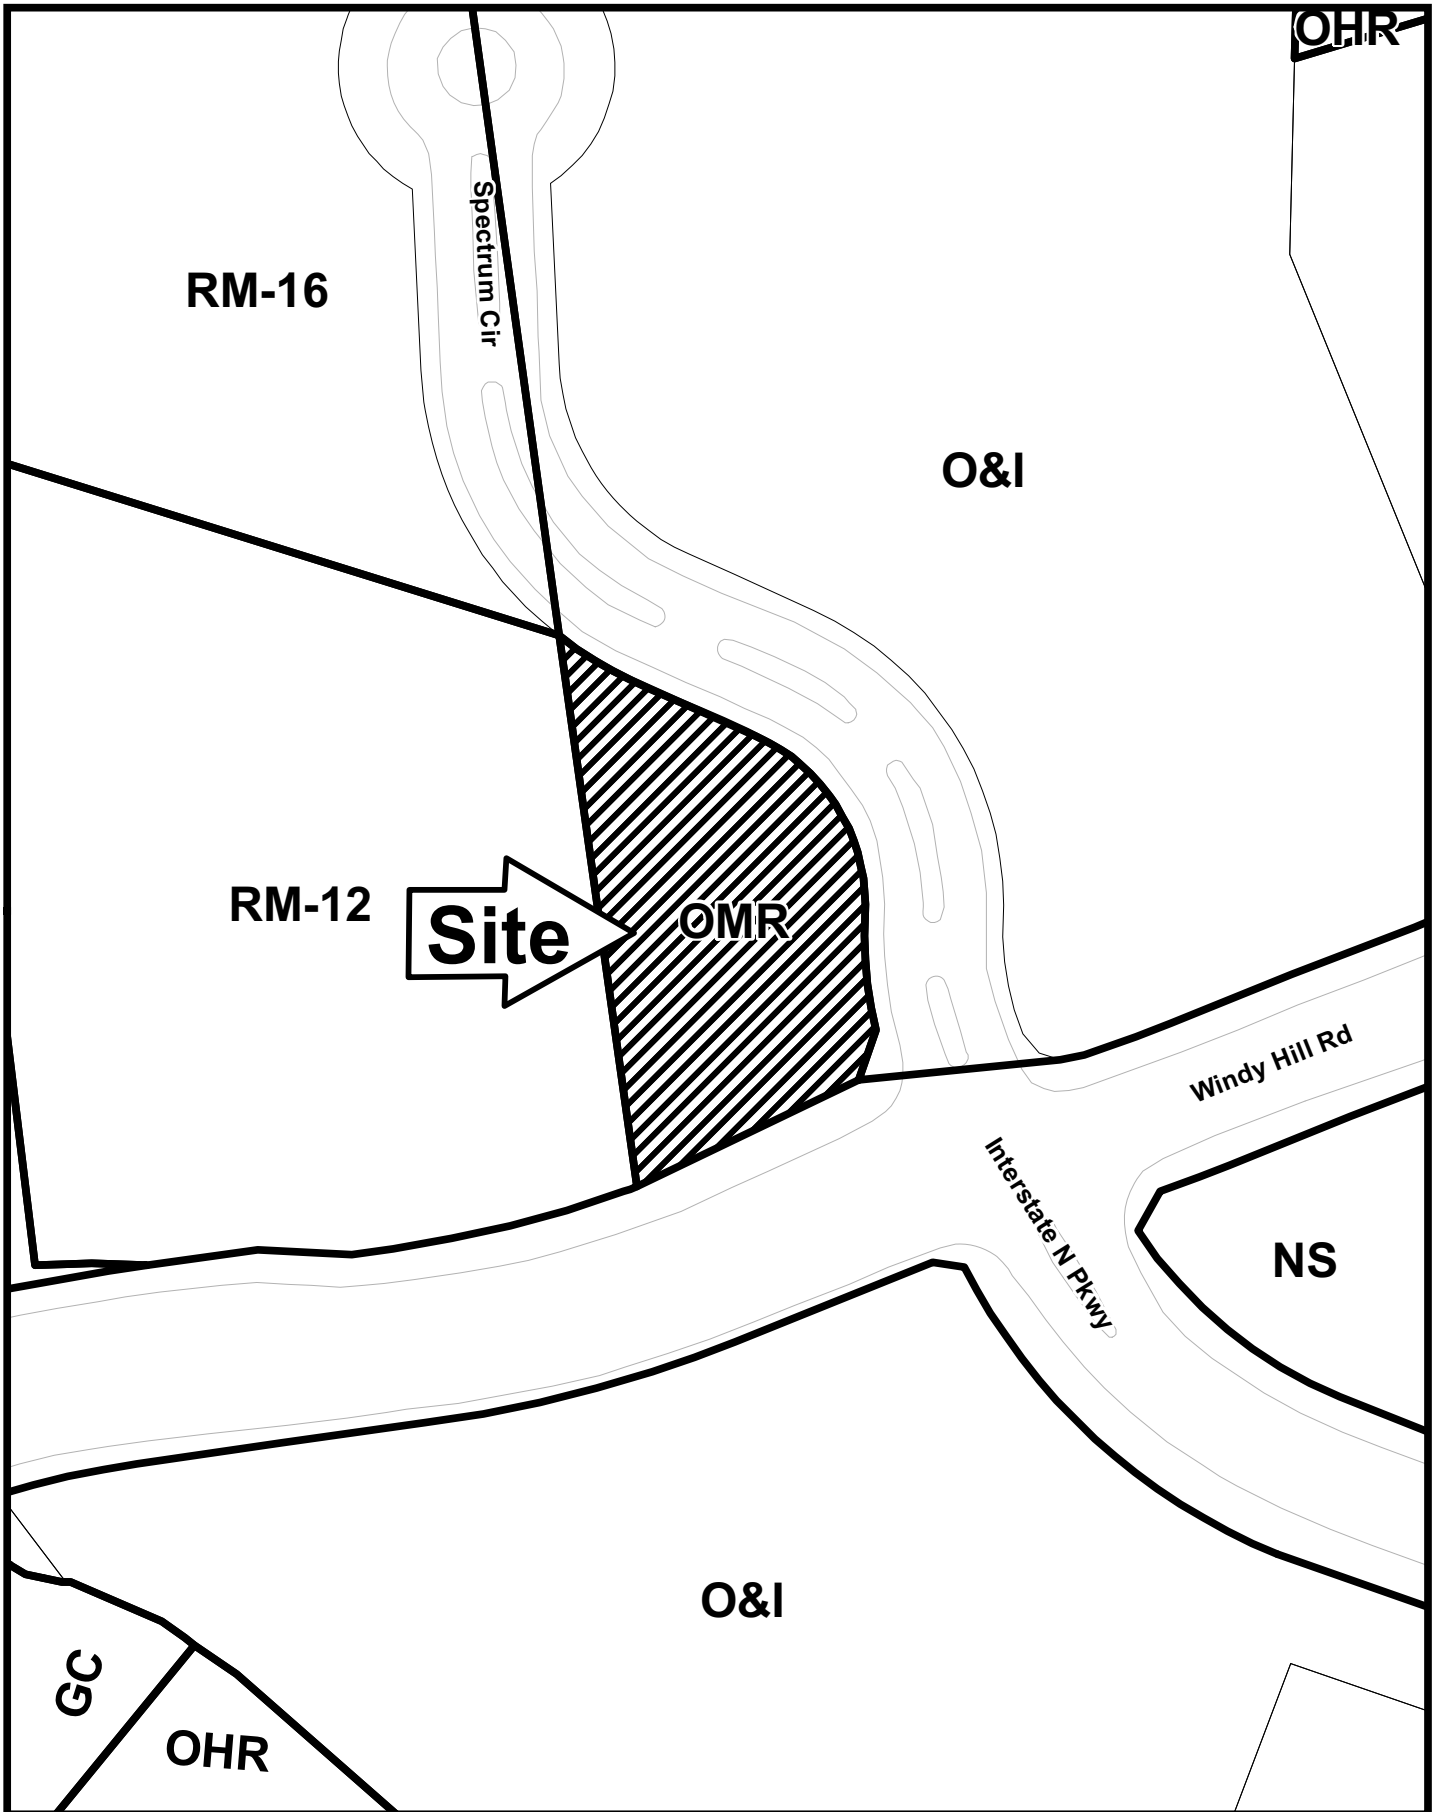 OHR
Spectrum Cir
RM-16
O&I
RM-12
Site
OMR
Windy Hill Rd
Interstate N Pkwy
NS
O&I
GC
OHR